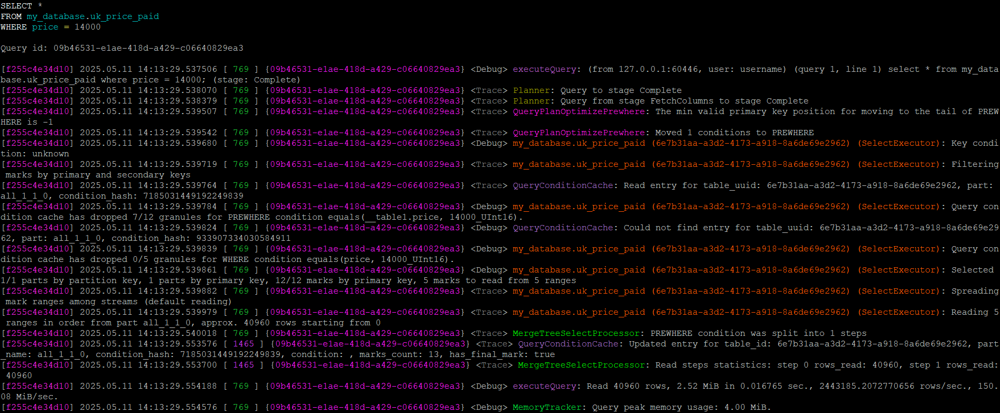 SELECT *
FROM my_database.uk_price_paid
WHERE price = 14000
Query id: 09b46531-e1ae-418d-a429-c06640829ea3
[f255c4e34d10] 2025.05.11 14:13:29.537506 [ 769 ] {09b46531-e1ae-418d-a429-c06640829ea3} <Debug> executeQuery: (from 127.0.0.1:60446, user: username) (query 1, line 1) select * from my_data
base.uk_price_paid where price = 14000; (stage: Complete)
[f255c4e34d10] 2025.05.11 14:13:29.538070 [ 769 ] {09b46531-e1ae-418d-a429-c06640829ea3} <Trace> Planner: Query to stage Complete
[f255c4e34d10] 2025.05.11 14:13:29.538379 [ 769 ] {09b46531-e1ae-418d-a429-c06640829ea3} <Trace> Planner: Query from stage FetchColumns to stage Complete
[f255c4e34d10] 2025.05.11 14:13:29.539507 [ 769 ] {09b46531-e1ae-418d-a429-c06640829ea3} <Trace> QueryPlanOptimizePrewhere: The min valid primary key position for moving to the tail of PREW
HERE is -1
[f255c4e34d10] 2025.05.11 14:13:29.539542 [ 769 ] {09b46531-e1ae-418d-a429-c06640829ea3} <Trace> QueryPlanOptimizePrewhere: Moved 1 conditions to PREWHERE
[f255c4e34d10] 2025.05.11 14:13:29.539680 [ 769 ] {09b46531-e1ae-418d-a429-c06640829ea3} <Debug> my_database.uk_price_paid (6e7b31aa-a3d2-4173-a918-8a6de69e2962) (SelectExecutor): Key condi
tion: unknown
[f255c4e34d10] 2025.05.11 14:13:29.539719 [ 769 ] {09b46531-e1ae-418d-a429-c06640829ea3} <Trace> my_database.uk_price_paid (6e7b31aa-a3d2-4173-a918-8a6de69e2962) (SelectExecutor): Filtering
marks by primary and secondary keys
[f255c4e34d10] 2025.05.11 14:13:29.539764 [ 769 ] {09b46531-e1ae-418d-a429-c06640829ea3} <Trace> QueryConditionCache: Read entry for table_uuid: 6e7b31aa-a3d2-4173-a918-8a6de69e2962, part:
all_1_1_0, condition_hash: 7185031449192249839
[f255c4e34d10] 2025.05.11 14:13:29.539784 [ 769 ] {09b46531-e1ae-418d-a429-c06640829ea3} <Debug> my_database.uk_price_paid (6e7b31aa-a3d2-4173-a918-8a6de69e2962) (SelectExecutor): Query con
dition cache has dropped 7/12 granules for PREWHERE condition equals(__table1.price, 14000_UInt16).
[f255c4e34d10] 2025.05.11 14:13:29.539824 [ 769 ] {09b46531-e1ae-418d-a429-c06640829ea3} <Debug> QueryConditionCache: Could not find entry for table_uuid: 6e7b31aa-a3d2-4173-a918-8a6de69e29
62, part: all_1_1_0, condition_hash: 933907334030584911
[f255c4e34d10] 2025.05.11 14:13:29.539839 [ 769 ] {09b46531-e1ae-418d-a429-c06640829ea3} <Debug> my_database.uk_price_paid (6e7b31aa-a3d2-4173-a918-8a6de69e2962) (SelectExecutor): Query con
dition cache has dropped 0/5 granules for WHERE condition equals(price, 14000_UInt16).
[f255c4e34d10] 2025.05.11 14:13:29.539861 [ 769 ] {09b46531-e1ae-418d-a429-c06640829ea3} <Debug> my_database.uk_price_paid (6e7b31aa-a3d2-4173-a918-8a6de69e2962) (SelectExecutor): Selected
1/1 parts by partition key, 1 parts by primary key, 12/12 marks by primary key, 5 marks to read from 5 ranges
[f255c4e34d10] 2025.05.11 14:13:29.539882 [ 769 ] {09b46531-e1ae-418d-a429-c06640829ea3} <Trace> my_database.uk_price_paid (6e7b31aa-a3d2-4173-a918-8a6de69e2962) (SelectExecutor): Spreading
mark ranges among streams (default reading)
[f255c4e34d10] 2025.05.11 14:13:29.539979 [ 769 ] {09b46531-e1ae-418d-a429-c06640829ea3} <Trace> my_database.uk_price_paid (6e7b31aa-a3d2-4173-a918-8a6de69e2962) (SelectExecutor): Reading 5
ranges in order from part all_1_1_0, approx. 40960 rows starting from 0
[f255c4e34d10] 2025.05.11 14:13:29.540018 [ 769 ] {09b46531-e1ae-418d-a429-c06640829ea3} <Trace> MergeTreeSelectProcessor: PREWHERE condition was split into 1 steps
[f255c4e34d10] 2025.05.11 14:13:29.553576 [ 1465 ] {09b46531-e1ae-418d-a429-c06640829ea3} <Trace> QueryConditionCache: Updated entry for table_id: 6e7b31aa-a3d2-4173-a918-8a6de69e2962, part
_name: all_1_1_0, condition_hash: 7185031449192249839, condition: , marks_count: 13, has_final_mark: true
[f255c4e34d10] 2025.05.11 14:13:29.553700 [ 1465 ] {09b46531-e1ae-418d-a429-c06640829ea3} <Trace> MergeTreeSelectProcessor: Read steps statistics: step 0 rows_read: 40960, step 1 rows_read:
40960
[f255c4e34d10] 2025.05.11 14:13:29.554188 [ 769 ] {09b46531-e1ae-418d-a429-c06640829ea3} <Debug> executeQuery: Read 40960 rows, 2.52 MiB in 0.016765 sec., 2443185.2072770656 rows/sec., 150.
08 MiB/sec.
[f255c4e34d10] 2025.05.11 14:13:29.554576 [ 769 ] {09b46531-e1ae-418d-a429-c06640829ea3} <Debug> MemoryTracker: Query peak memory usage: 4.00 MiB.